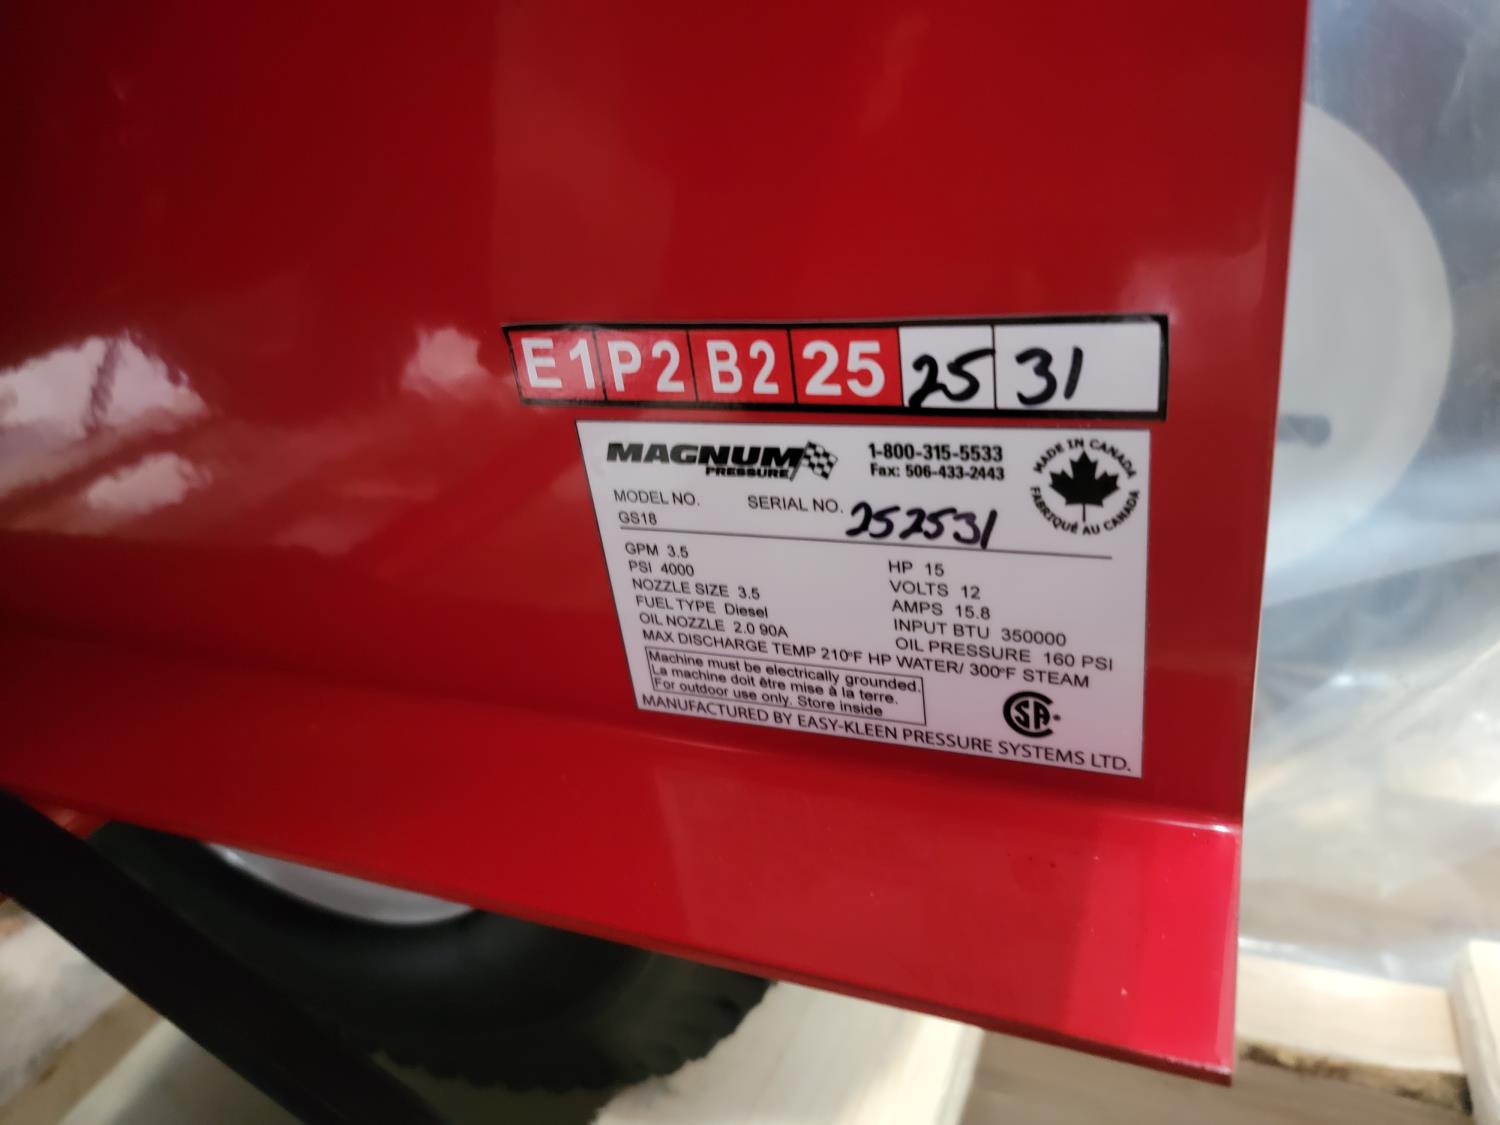 E1 P2 B2 25 25 31
MAGNUM PRESSURE
1-800-315-5533
Fax: 506-433-2443
MADE IN CANADA
FABRIQUÉ AU CANADA
MODEL NO.
GS18
SERIAL NO. 252531
GPM 3.5
PSI 4000
NOZZLE SIZE 3.5
FUEL TYPE Diesel
OIL NOZZLE 2.0 90A
HP 15
VOLTS 12
AMPS 15.8
INPUT BTU 350000
OIL PRESSURE 160 PSI
MAX DISCHARGE TEMP 210°F HP WATER/ 300°F STEAM
Machine must be electrically grounded.
La machine doit être mise à la terre.
For outdoor use only. Store inside
CSA
MANUFACTURED BY EASY-KLEEN PRESSURE SYSTEMS LTD.